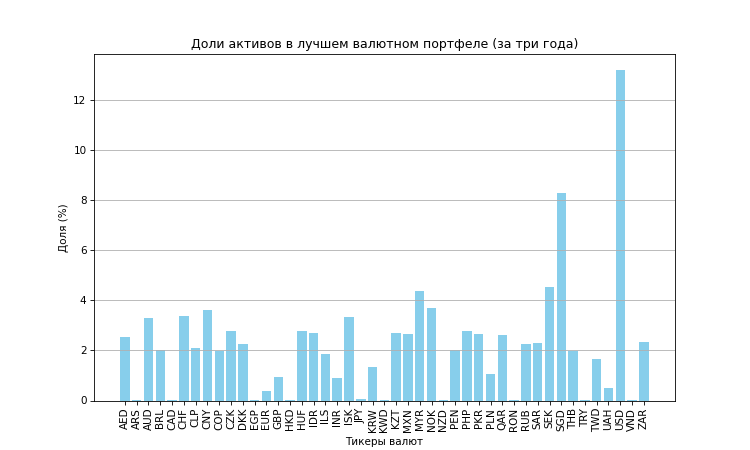 Доли активов в лучшем валютном портфеле (за три года)
Доля (%)
12
10
8
6
4
2
0
AED ARS AUD BRL CAD CHF CLP CNY COP CZK DKK EGP EUR GBP HKD HUF IDR ILS INR ISK JPY KRW KWD KZT MXN MYR NOK NZD PEN PHP PKR PLN QAR RON RUB SAR SEK SGD THB TRY TWD UAH USD VND ZAR
Тикеры валют